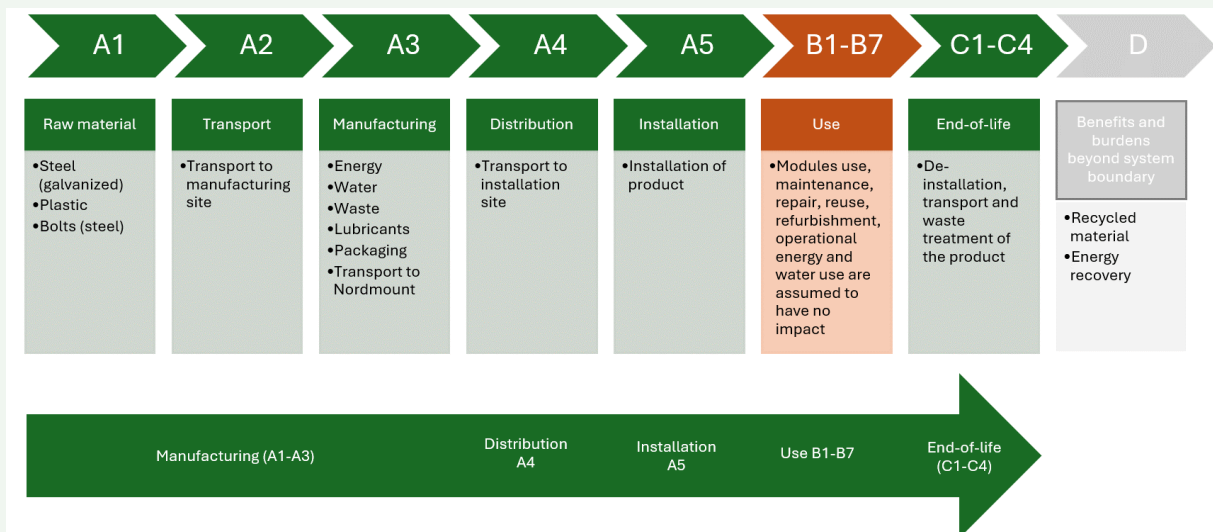 A1
A2
A3
A4
A5
B1-B7
C1-C4
D
Raw material
•Steel
(galvanized)
•Plastic
•Bolts (steel)
Transport
•Transport to
manufacturing
site
Manufacturing
•Energy
•Water
•Waste
•Lubricants
•Packaging
•Transport to
Nordmount
Distribution
•Transport to
installation
site
Installation
•Installation of
product
Use
•Modules use,
maintenance,
repair, reuse,
refurbishment,
operational
energy and
water use are
assumed to
have no
impact
End-of-life
•De-
installation,
transport and
waste
treatment of
the product
Benefits and
burdens
beyond system
boundary
•Recycled
material
•Energy
recovery
Manufacturing (A1-A3)
Distribution
A4
Installation
A5
Use B1-B7
End-of-life
(C1-C4)